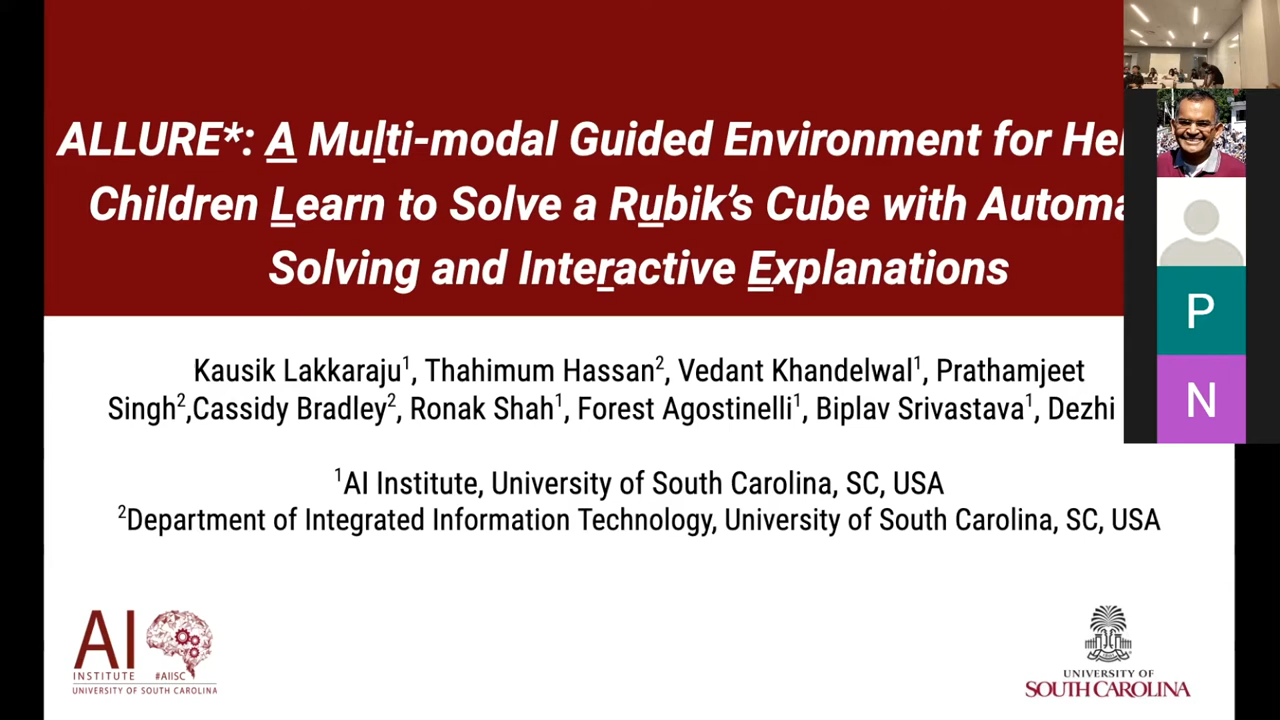 ALLURE*: A Multi-modal Guided Environment for
Children Learn to Solve a Rubik's Cube with
Solving and Interactive Explanations
Kausik Lakkaraju1, Thahimum Hassan2, Vedant Khandelwal1, Prathamjeet
Singh2,Cassidy Bradley2, Ronak Shah1, Forest Agostinelli1, Biplav Srivastava1, Dezhi
1AI Institute, University of South Carolina, SC, USA
2Department of Integrated Information Technology, University of South Carolina, SC, USA
AI
INSTITUTE #AIISC
UNIVERSITY OF SOUTH CAROLINA
UNIVERSITY OF
SOUTH CAROLINA
P
N